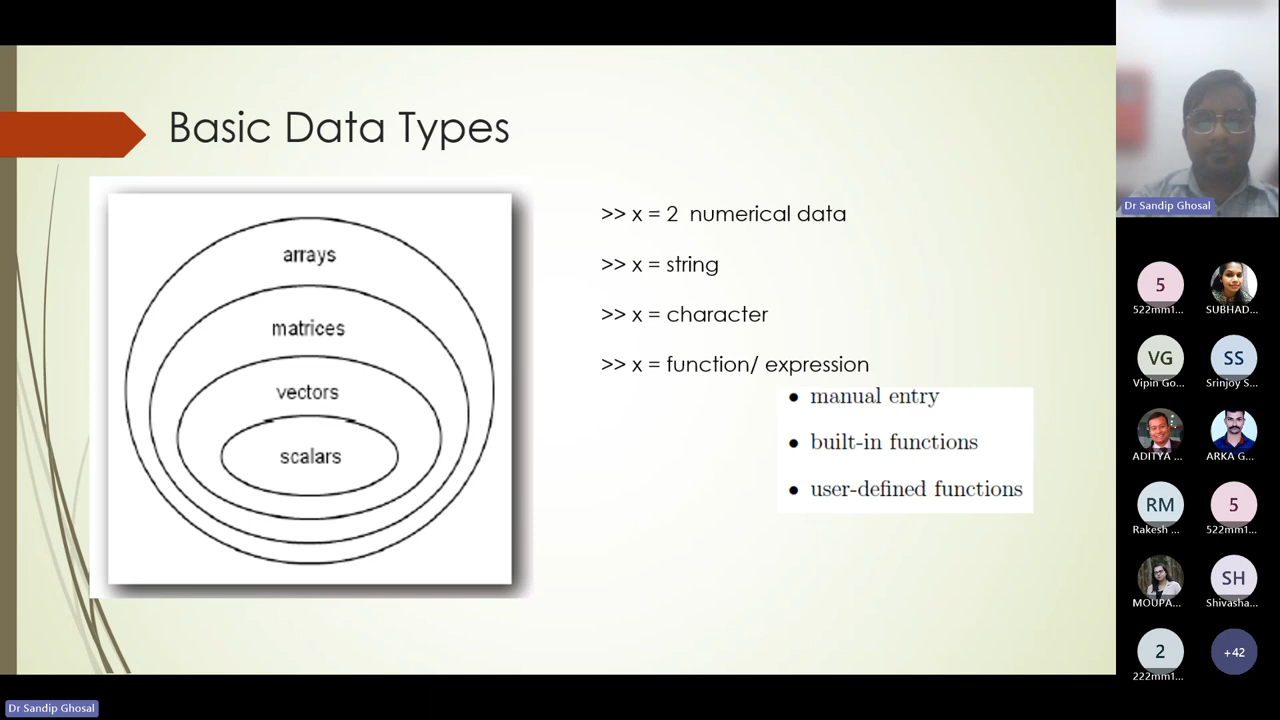 Basic Data Types
arrays
matrices
vectors
scalars
>> x = 2 numerical data
>> x = string
>> x = character
>> x = function/ expression
• manual entry
• built-in functions
• user-defined functions
Dr Sandip Ghosal
5
522mm1...
SUBHAD...
VG
Vipin Go...
SS
Srinjoy S...
ADITYA ...
ARKA G...
RM
Rakesh ...
5
522mm1...
MOUPA...
SH
Shivasha...
2
222mm1...
+42
Dr Sandip Ghosal